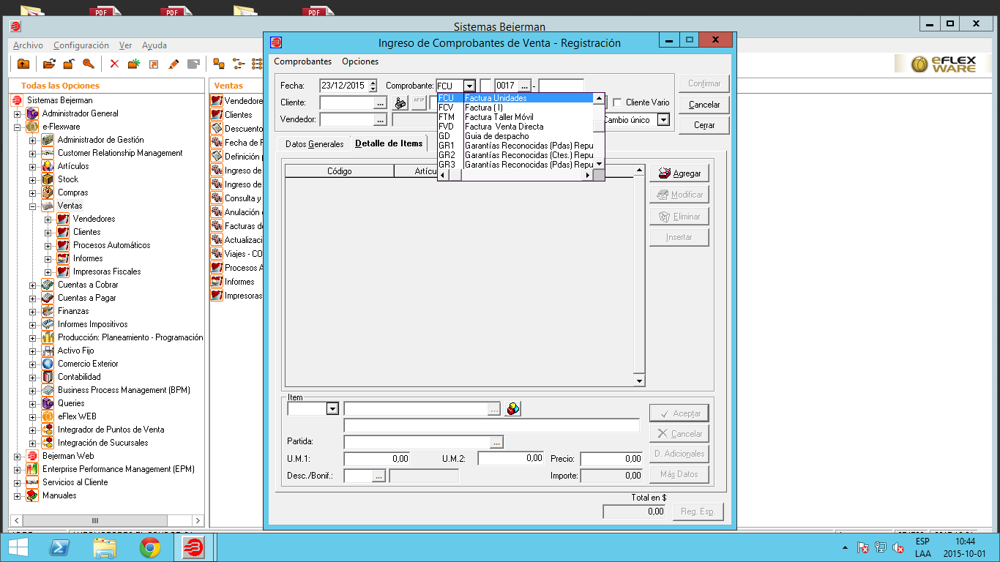 PDF PDF PDF
Sistemas Bejerman
Archivo Configuración Ver Ayuda
eFLEX
WARE
Todas las Opciones
Sistemas Bejerman
Administrador General
e-Flexware
Administrador de Gestión
Customer Relationship Management
Artículos
Stock
Compras
Ventas
Vendedores
Clientes
Procesos Automáticos
Informes
Impresoras Fiscales
Cuentas a Cobrar
Cuentas a Pagar
Finanzas
Informes Impositivos
Producción: Planeamiento - Programación
Activo Fijo
Comercio Exterior
Contabilidad
Business Process Management (BPM)
Queries
eFlex WEB
Integrador de Puntos de Venta
Integración de Sucursales
Bejerman Web
Enterprise Performance Management (EPM)
Servicios al Cliente
Manuales
Ventas
Vendedore
Clientes
Descuento
Fecha de F
Definición p
Ingreso de
Ingreso de
Consulta y
Anulación
Facturas d
Actualizaci
Viajes - CO
Procesos A
Informes
Impresoras
Ingreso de Comprobantes de Venta - Registración
Comprobantes Opciones
Fecha: 23/12/2015 Comprobante: FCU 0017 ... -
Cliente: ... AFIP Cliente Vario
Vendedor: ... Cambio único
FCU Factura Unidades
FCV Factura ( I)
FTM Factura Taller Móvil
FVD Factura Venta Directa
GD Guia de despacho
GR1 Garantías Reconocidas (Pdas) Repu
GR2 Garantías Reconocidas (Ctes.) Repu
GR3 Garantías Reconocidas (Pdas) Repu
Confirmar
Cancelar
Cerrar
Datos Generales Detalle de Items
Código Artícu
Agregar
Modificar
Eliminar
Insertar
Item
...
Partida: ...
U.M.1: 0,00 U.M.2: 0,00 Precio: 0,00
Desc./Bonif.: ... Importe: 0,00
Aceptar
Cancelar
D. Adicionales
Más Datos
Total en $
0,00 Reg. Esp.
ESP
LAA
10:44
2015-10-01